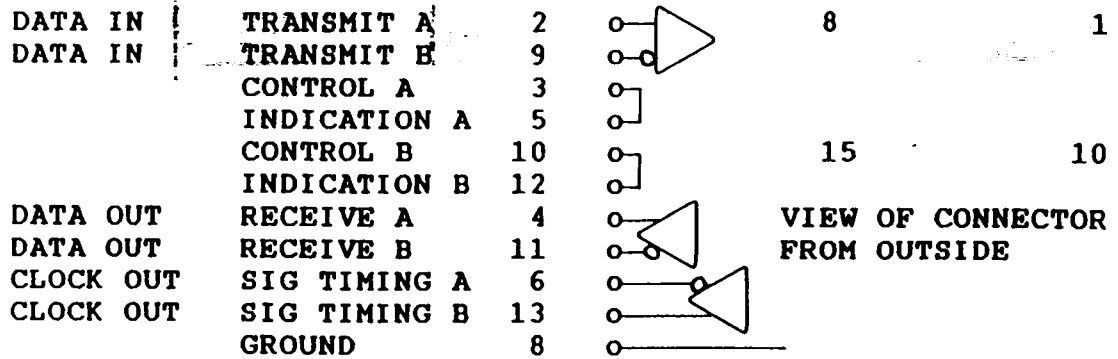 DATA IN TRANSMIT A 2 8 1
DATA IN TRANSMIT B 9
CONTROL A 3
INDICATION A 5
CONTROL B 10 15 10
INDICATION B 12
DATA OUT RECEIVE A 4 VIEW OF CONNECTOR
DATA OUT RECEIVE B 11 FROM OUTSIDE
CLOCK OUT SIG TIMING A 6
CLOCK OUT SIG TIMING B 13
GROUND 8